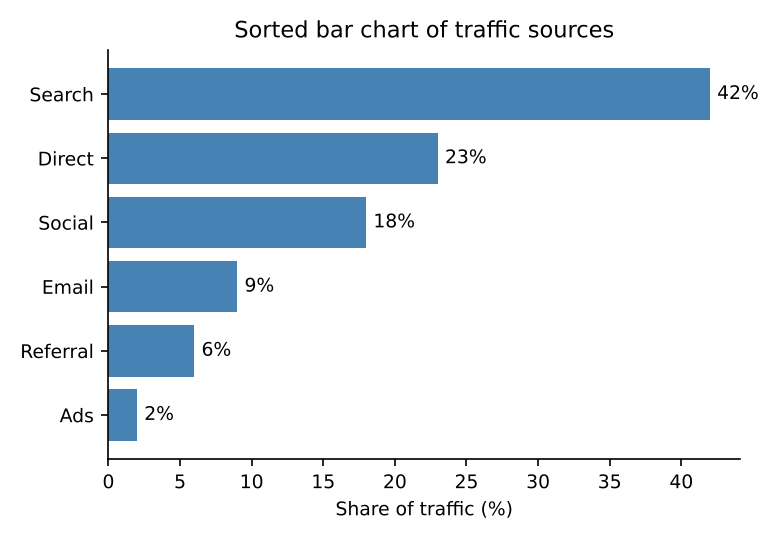 Sorted bar chart of traffic sources
Search 42%
Direct 23%
Social 18%
Email 9%
Referral 6%
Ads 2%
0 5 10 15 20 25 30 35 40
Share of traffic (%)